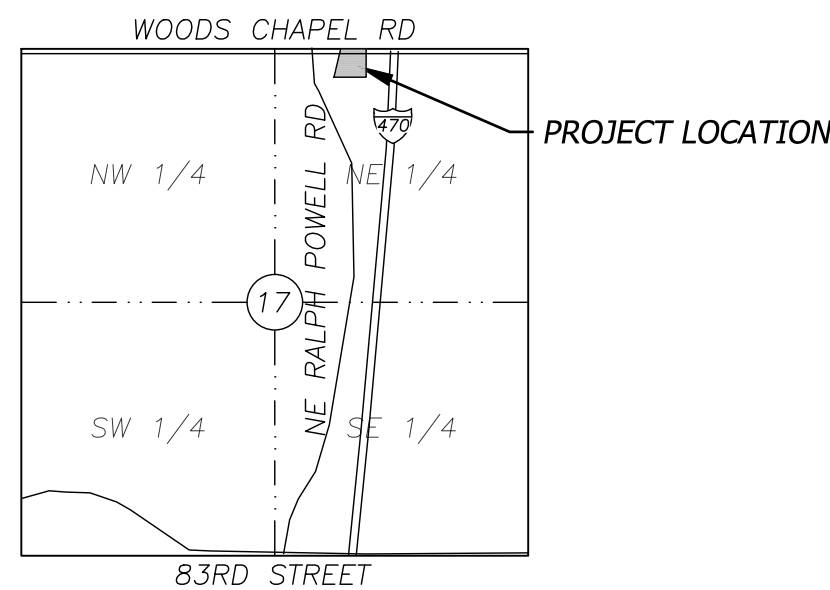 WOODS CHAPEL RD
470
PROJECT LOCATION
NW 1/4
NE 1/4
NE RALPH POWELL RD
17
SW 1/4
SE 1/4
83RD STREET